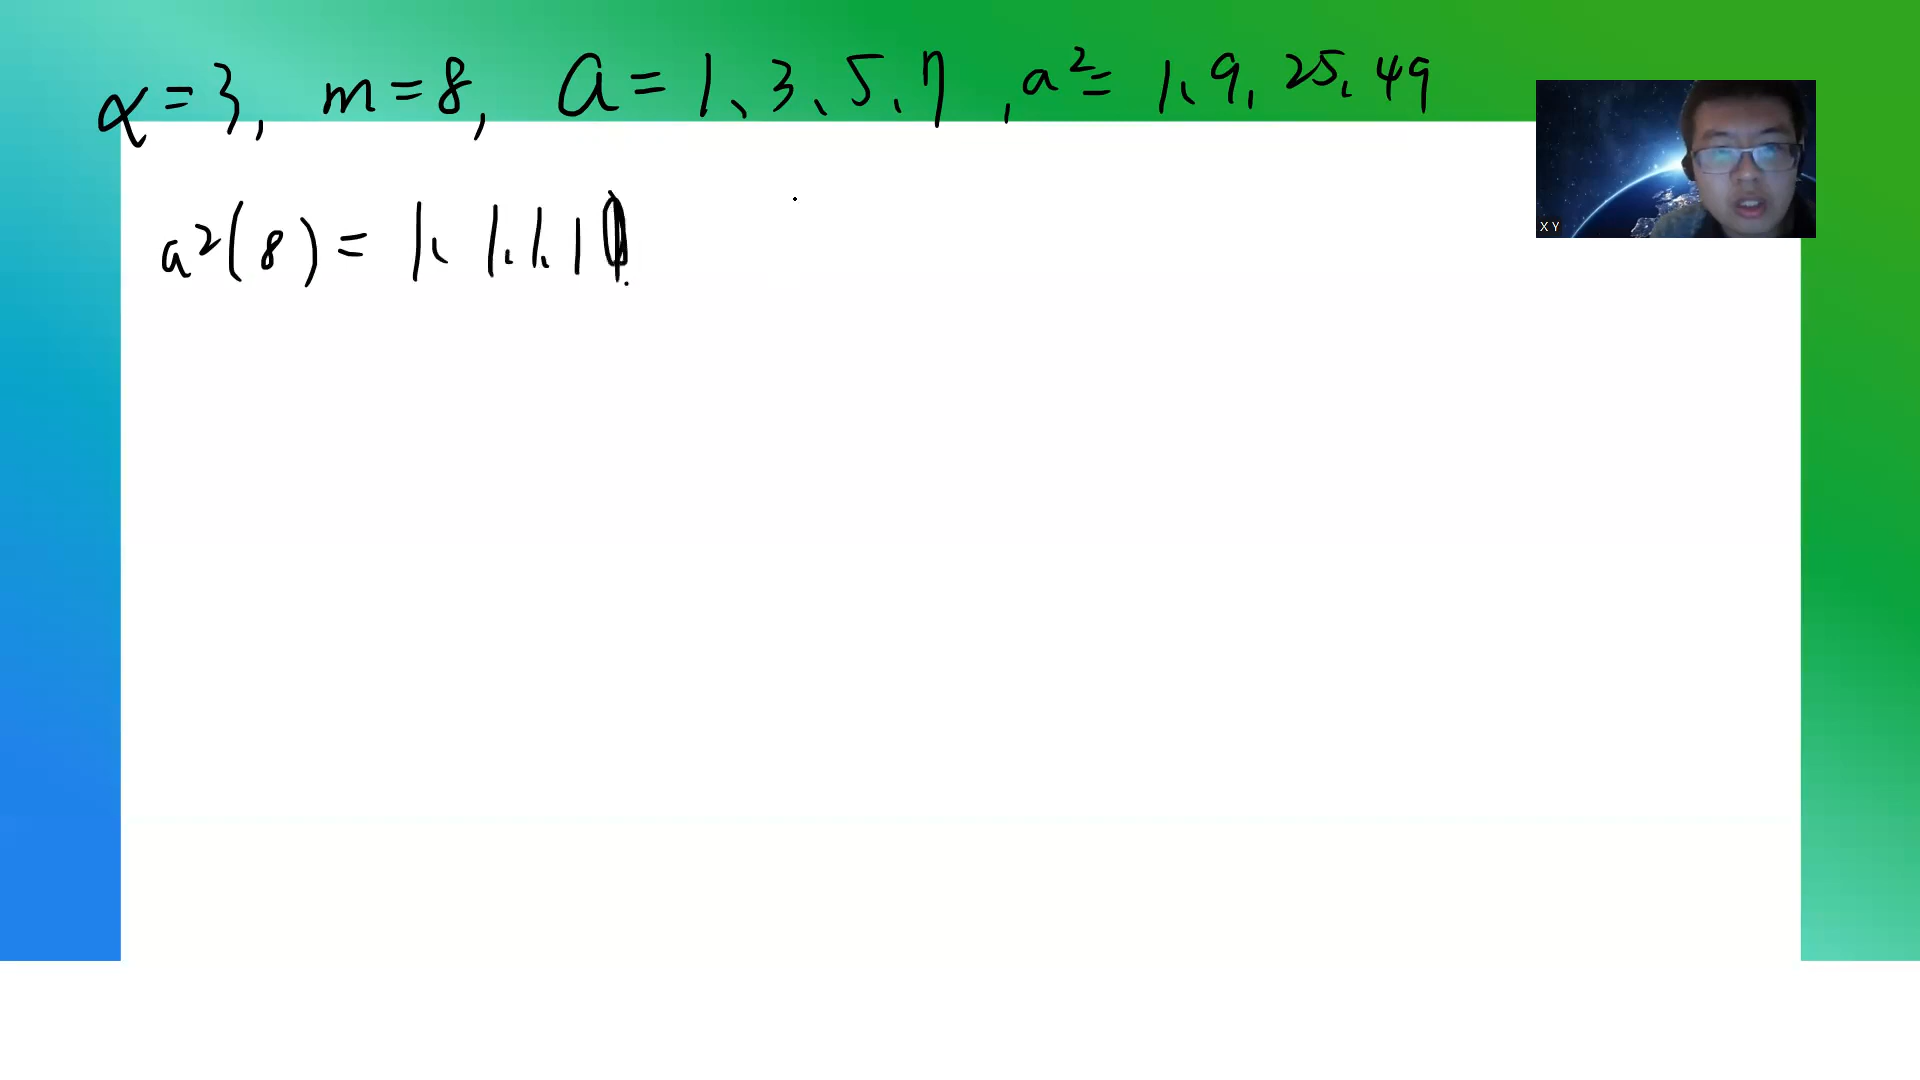 α=3, m=8, a=1、3、5、7, a²=1、9、25、49
a²(8)=1、1、1、1
X Y